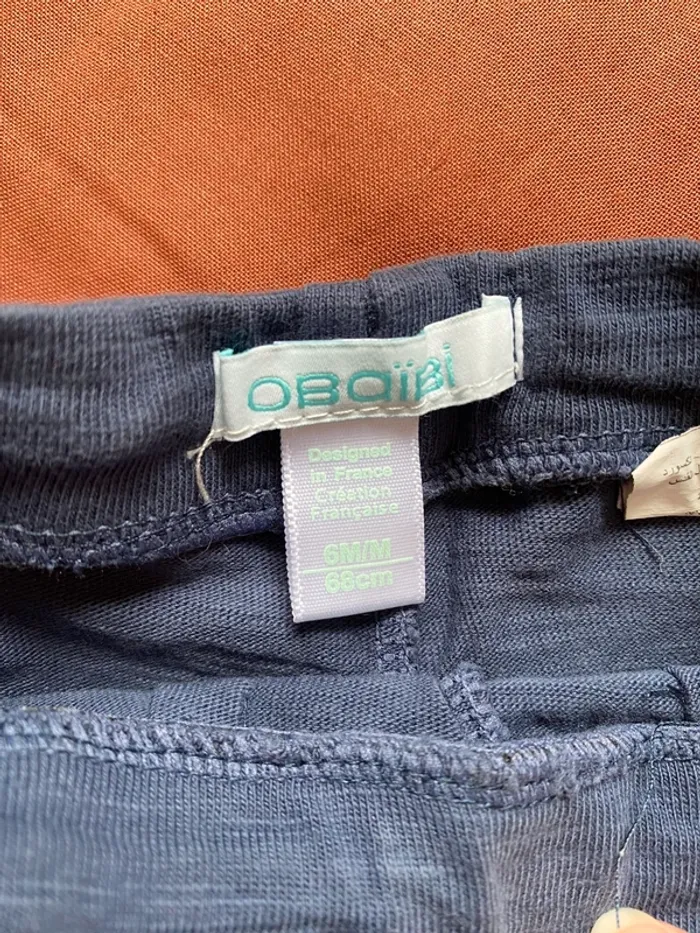 OBaïBi
Designed
in France
Création
Française
6M/M
68cm